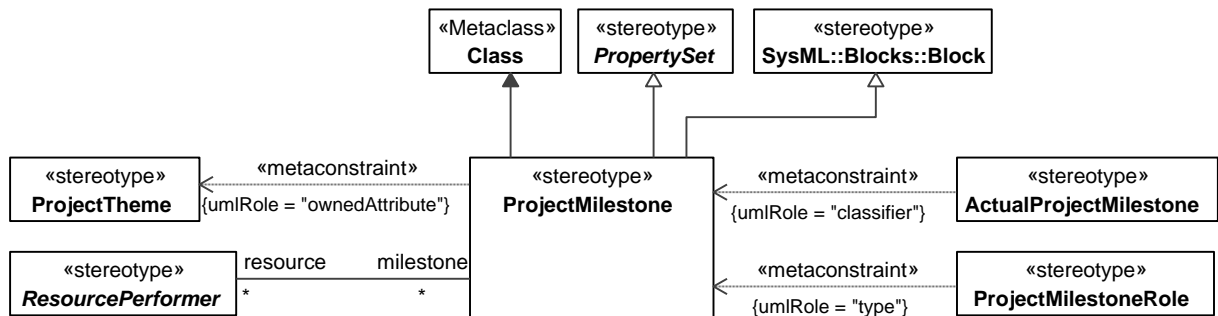 «Metaclass»
Class
«stereotype»
PropertySet
«stereotype»
SysML::Blocks::Block
«stereotype»
ProjectTheme
«metaconstraint»
{umlRole = "ownedAttribute"}
«stereotype»
ProjectMilestone
«metaconstraint»
{umlRole = "classifier"}
«stereotype»
ActualProjectMilestone
«stereotype»
ResourcePerformer
resource
*
milestone
*
«metaconstraint»
{umlRole = "type"}
«stereotype»
ProjectMilestoneRole